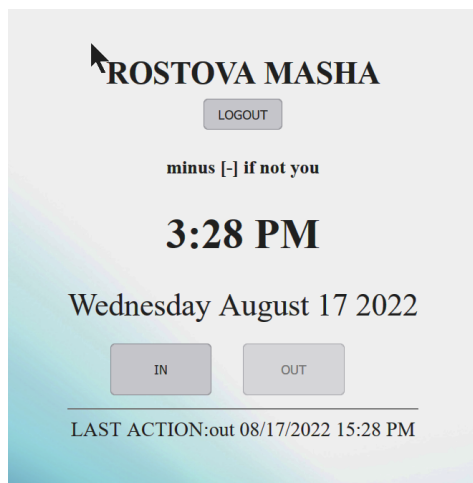 ROSTOVA MASHA
LOGOUT
minus [-] if not you
3:28 PM
Wednesday August 17 2022
IN OUT
LAST ACTION:out 08/17/2022 15:28 PM